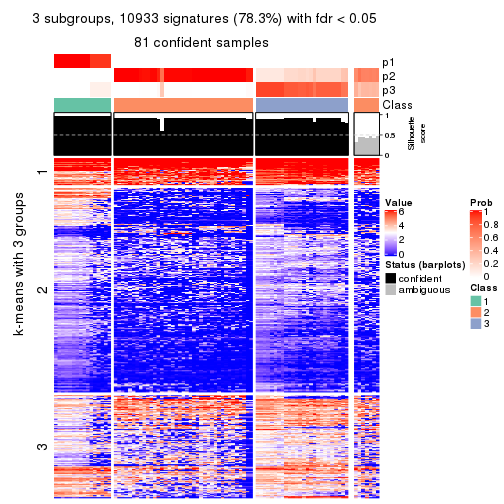 3 subgroups, 10933 signatures (78.3%) with fdr < 0.05
81 confident samples
p1
p2
p3
Class
1
0.5
0
Silhouette
score
k-means with 3 groups
1
2
3
Value
6
4
2
0
Status (barplots)
confident
ambiguous
Prob
1
0.8
0.6
0.4
0.2
0
Class
1
2
3